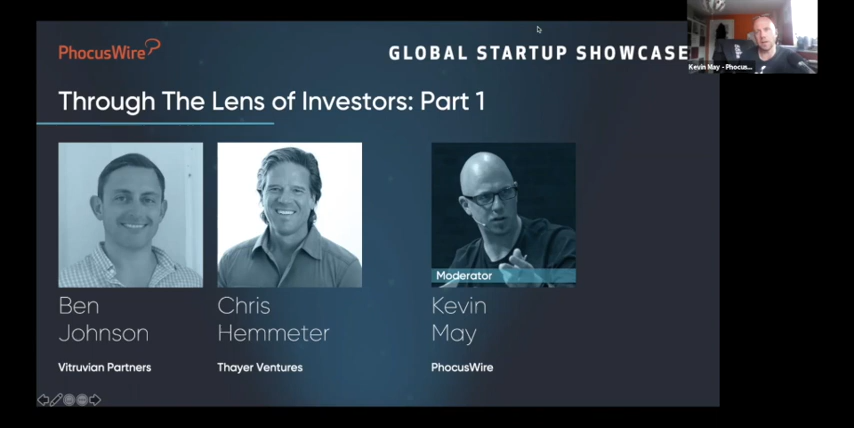 PhocusWire
GLOBAL STARTUP SHOWCASE
Kevin May - Phocus...
Through The Lens of Investors: Part 1
Moderator
Ben
Johnson
Vitruvian Partners
Chris
Hemmeter
Thayer Ventures
Kevin
May
PhocusWire